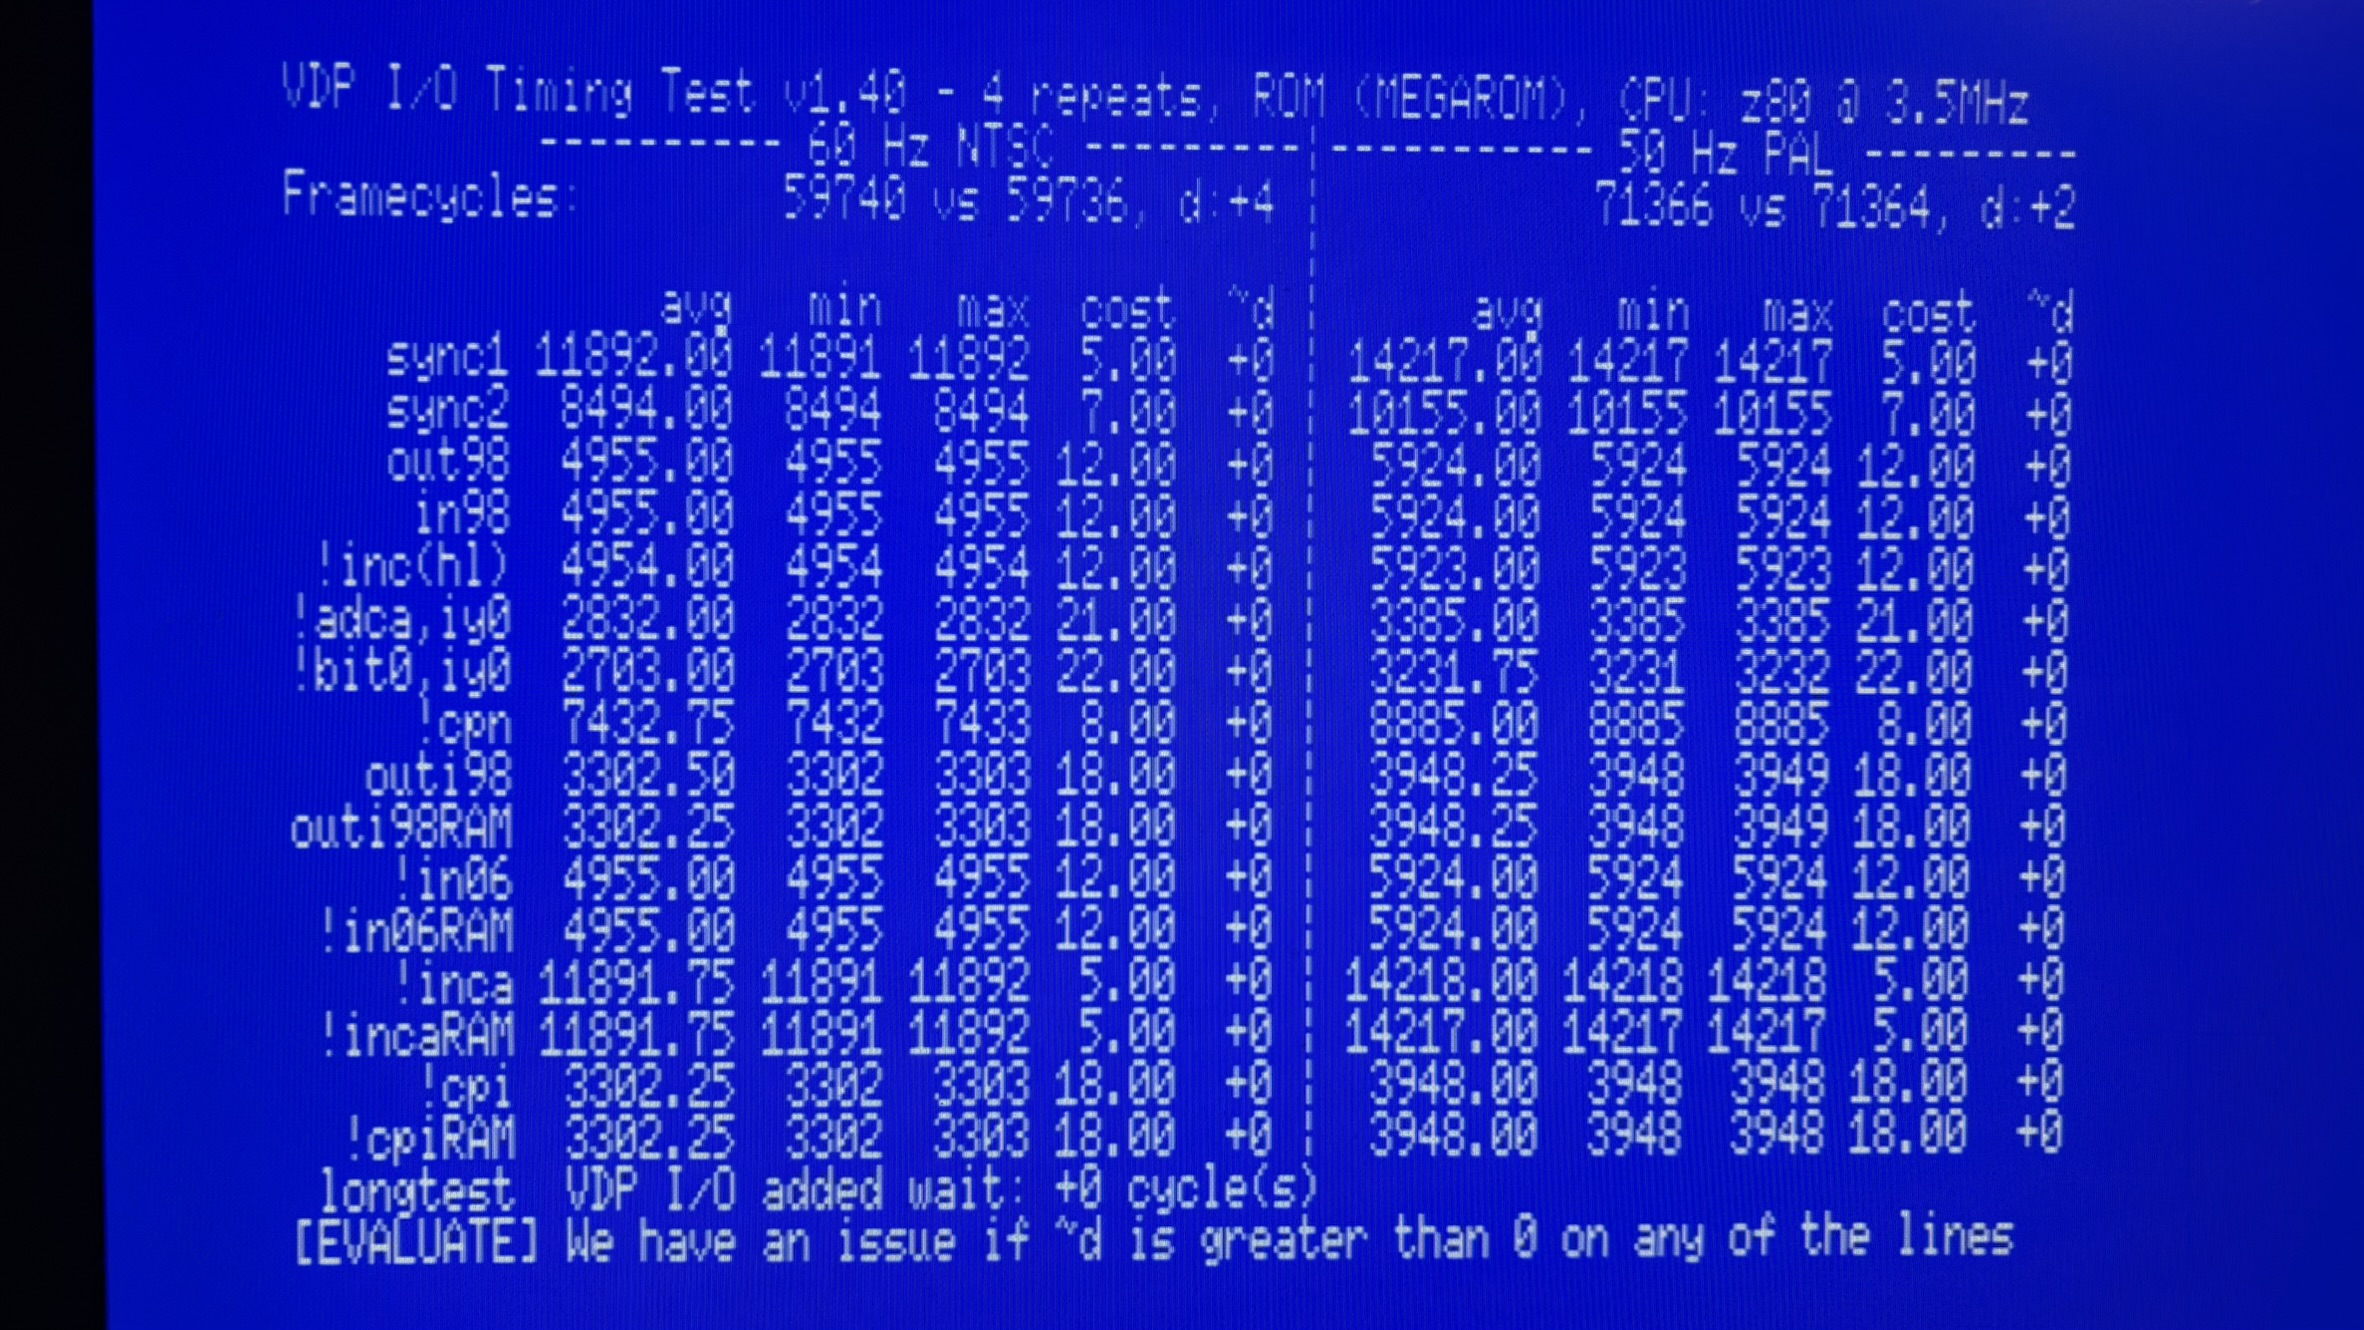 VDP I/O Timing Test v1.40 - 4 repeats, ROM (MEGAROM), CPU: z80 @ 3.5MHz
---------- 60 Hz NTSC --------- ¦ ----------- 50 Hz PAL ---------
Framecycles: 59740 vs 59736, d:+4 ¦ 71366 vs 71364, d:+2
avg min max cost ~d ¦ avg min max cost ~d
sync1 11892.00 11891 11892 5.00 +0 ¦ 14217.00 14217 14217 5.00 +0
sync2 8494.00 8494 8494 7.00 +0 ¦ 10155.00 10155 10155 7.00 +0
out98 4955.00 4955 4955 12.00 +0 ¦ 5924.00 5924 5924 12.00 +0
in98 4955.00 4955 4955 12.00 +0 ¦ 5924.00 5924 5924 12.00 +0
!inc(hl) 4954.00 4954 4954 12.00 +0 ¦ 5923.00 5923 5923 12.00 +0
!adca,iy0 2832.00 2832 2832 21.00 +0 ¦ 3385.00 3385 3385 21.00 +0
!bit0,iy0 2703.00 2703 2703 22.00 +0 ¦ 3231.75 3231 3232 22.00 +0
!cpn 7432.75 7432 7433 8.00 +0 ¦ 8885.00 8885 8885 8.00 +0
outi98 3302.50 3302 3303 18.00 +0 ¦ 3948.25 3948 3949 18.00 +0
outi98RAM 3302.25 3302 3303 18.00 +0 ¦ 3948.25 3948 3949 18.00 +0
!in06 4955.00 4955 4955 12.00 +0 ¦ 5924.00 5924 5924 12.00 +0
!in06RAM 4955.00 4955 4955 12.00 +0 ¦ 5924.00 5924 5924 12.00 +0
!inca 11891.75 11891 11892 5.00 +0 ¦ 14218.00 14218 14218 5.00 +0
!incaRAM 11891.75 11891 11892 5.00 +0 ¦ 14217.00 14217 14217 5.00 +0
!cpi 3302.25 3302 3303 18.00 +0 ¦ 3948.00 3948 3948 18.00 +0
!cpiRAM 3302.25 3302 3303 18.00 +0 ¦ 3948.00 3948 3948 18.00 +0
longtest VDP I/O added wait: +0 cycle(s)
[EVALUATE] We have an issue if ~d is greater than 0 on any of the lines